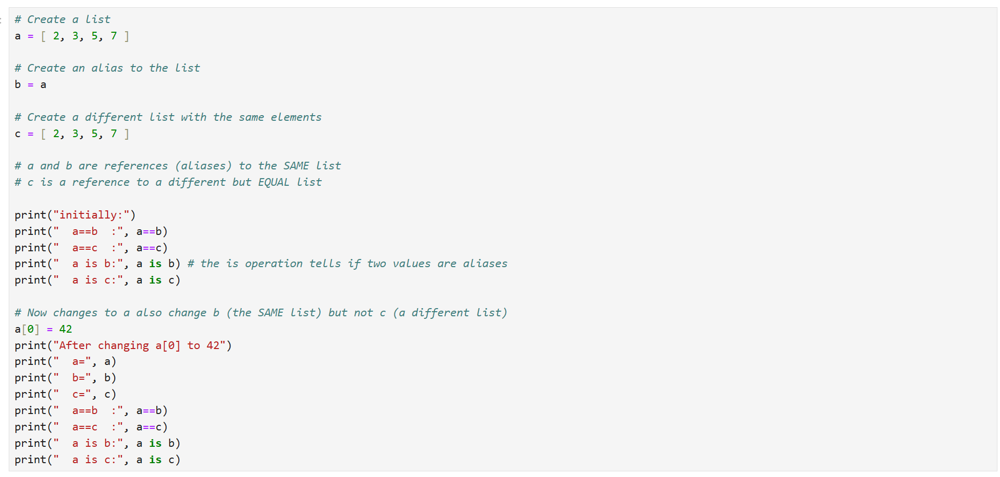 # Create a list
a = [ 2, 3, 5, 7 ]
# Create an alias to the list
b = a
# Create a different list with the same elements
c = [ 2, 3, 5, 7 ]
# a and b are references (aliases) to the SAME list
# c is a reference to a different but EQUAL list
print("initially:")
print("  a==b  :", a==b)
print("  a==c  :", a==c)
print("  a is b:", a is b) # the is operation tells if two values are aliases
print("  a is c:", a is c)
# Now changes to a also change b (the SAME list) but not c (a different list)
a[0] = 42
print("After changing a[0] to 42")
print("  a=", a)
print("  b=", b)
print("  c=", c)
print("  a==b  :", a==b)
print("  a==c  :", a==c)
print("  a is b:", a is b)
print("  a is c:", a is c)